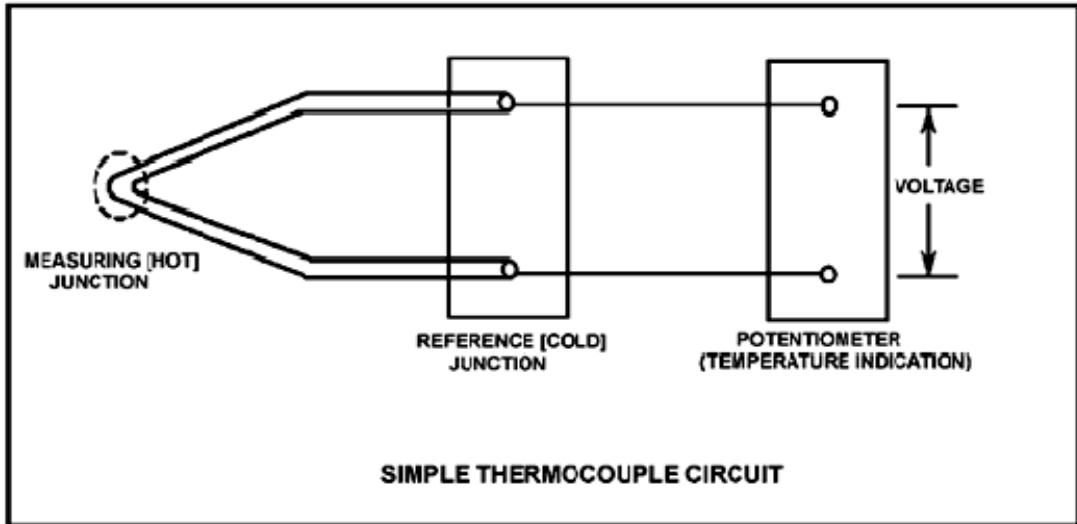 VOLTAGE
MEASURING [HOT]
JUNCTION
REFERENCE [COLD]
JUNCTION
POTENTIOMETER
(TEMPERATURE INDICATION)
SIMPLE THERMOCOUPLE CIRCUIT